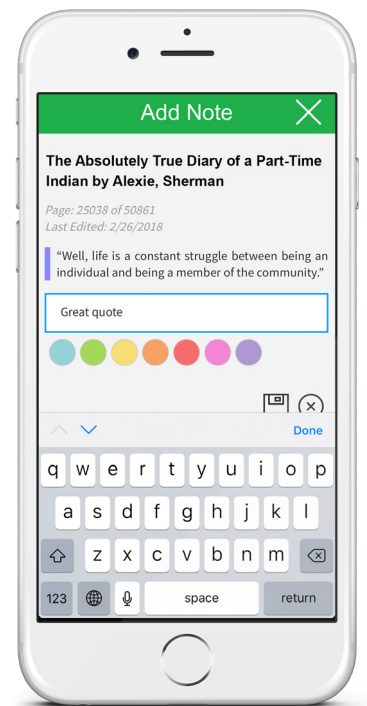 Add Note
The Absolutely True Diary of a Part-Time
Indian by Alexie, Sherman
Page: 25038 of 50861
Last Edited: 2/26/2018
“Well, life is a constant struggle between being an
individual and being a member of the community.”
Great quote
Done
q w e r t y u i o p
a s d f g h j k l
z x c v b n m
123 space return